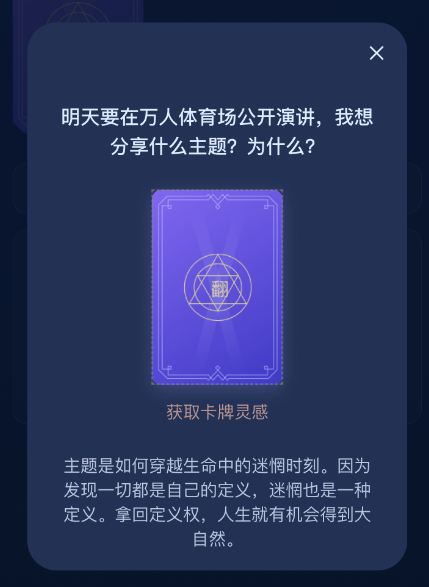 明天要在万人体育场公开演讲，我想
分享什么主题？为什么？
翻
获取卡牌灵感
主题是如何穿越生命中的迷惘时刻。因为
发现一切都是自己的定义，迷惘也是一种
定义。拿回定义权，人生就有机会得到大
自然。